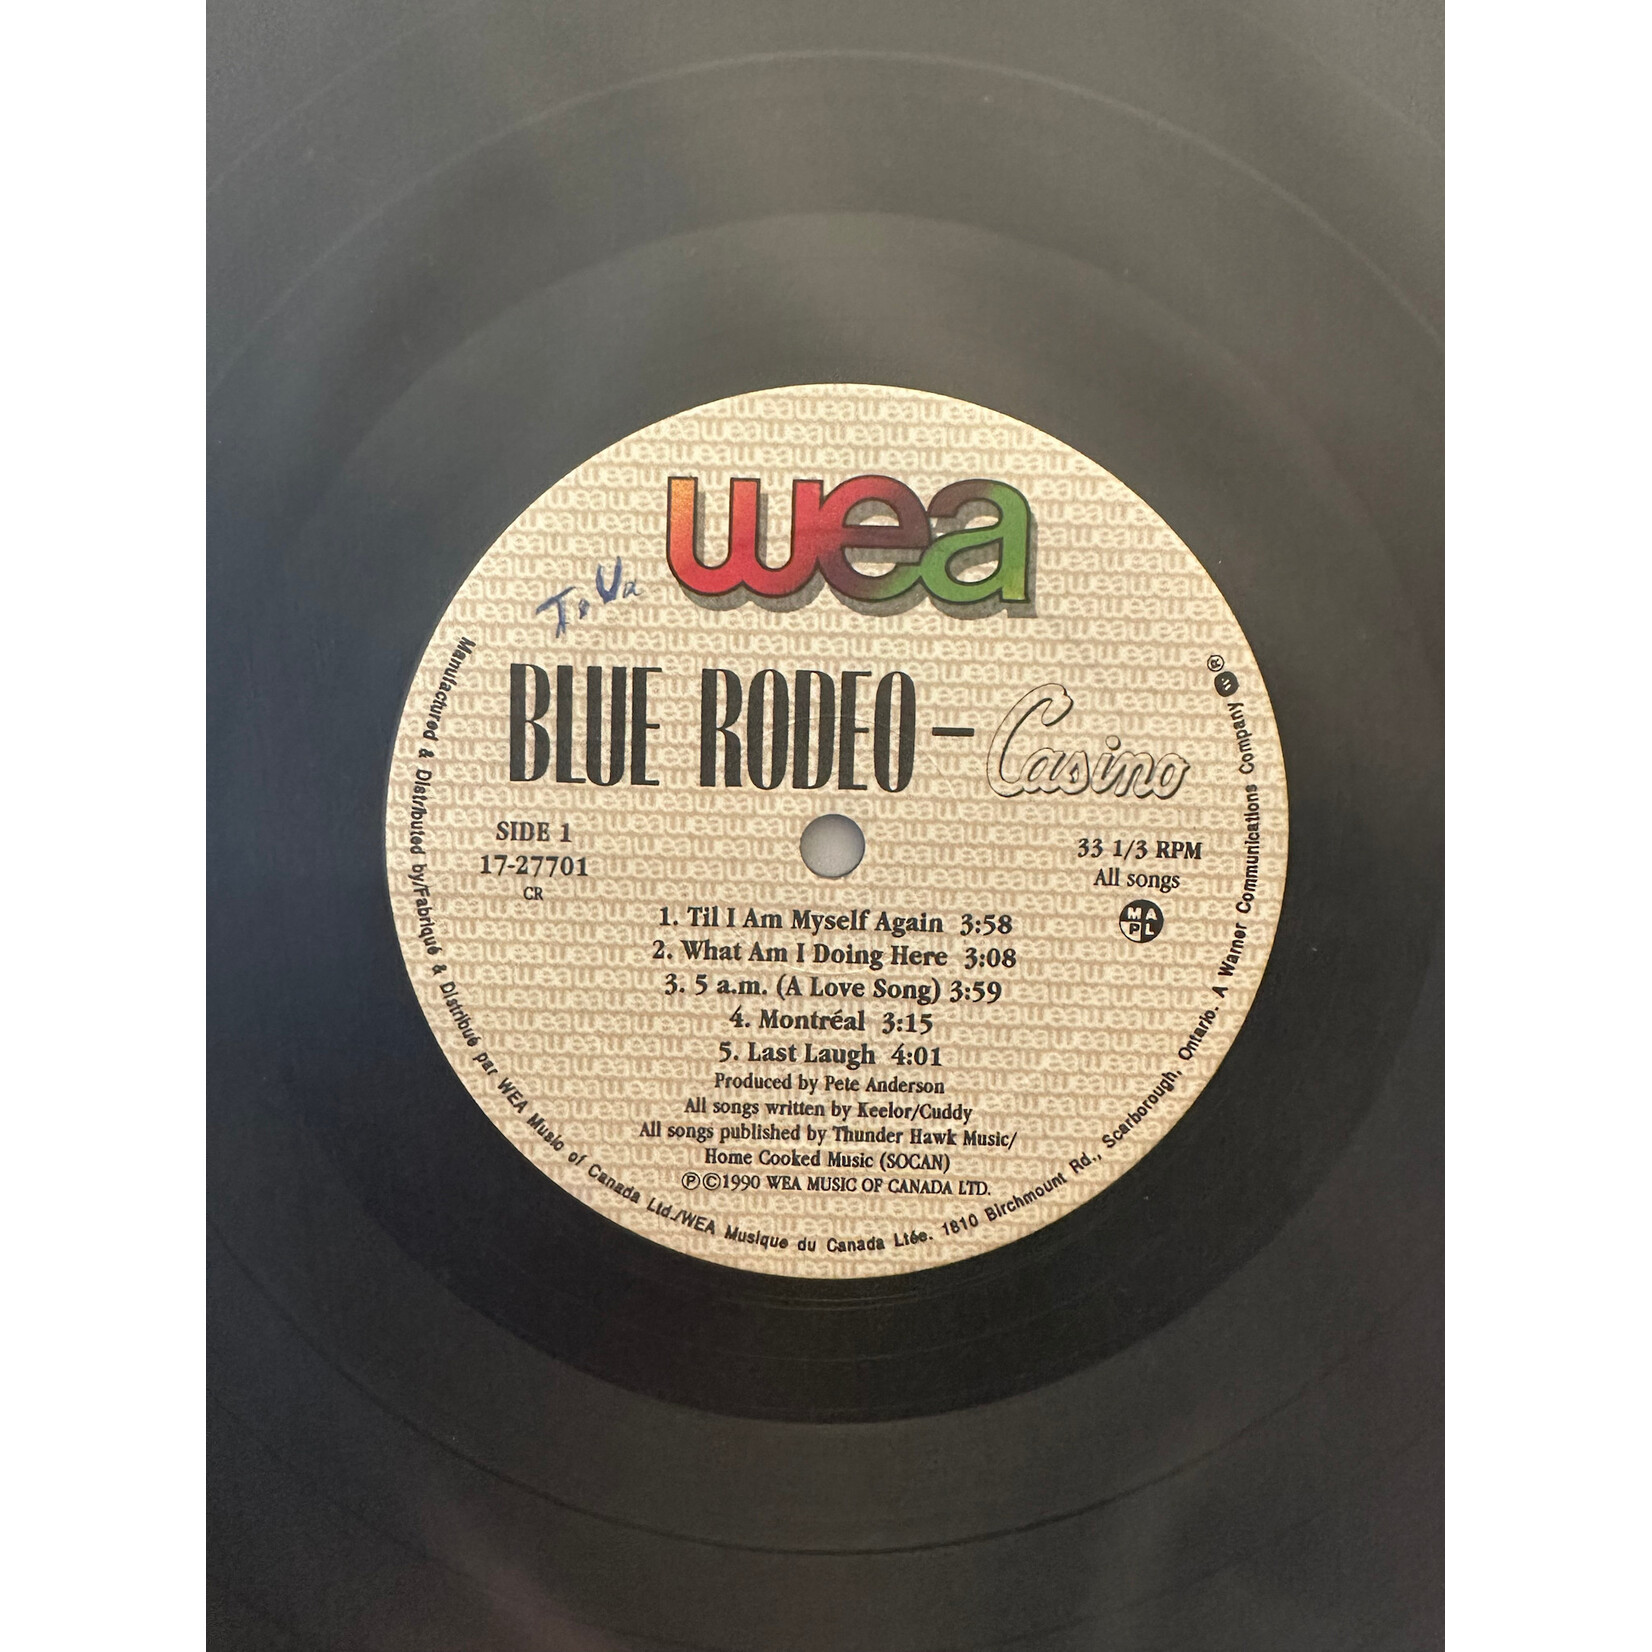 wea
BLUE RODEO – Casino
SIDE 1
17-27701
CR
33 1/3 RPM
All songs
MAPL
1. Til I Am Myself Again 3:58
2. What Am I Doing Here 3:08
3. 5 a.m. (A Love Song) 3:59
4. Montréal 3:15
5. Last Laugh 4:01
Produced by Pete Anderson
All songs written by Keelor/Cuddy
All songs published by Thunder Hawk Music/
Home Cooked Music (SOCAN)
℗©1990 WEA MUSIC OF CANADA LTD.
Manufactured & Distributed by/Fabriqué & Distribué par WEA Music of Canada Ltd./WEA Musique du Canada Ltée. 1810 Birchmount Rd., Scarborough, Ontario. A Warner Communications Company ®